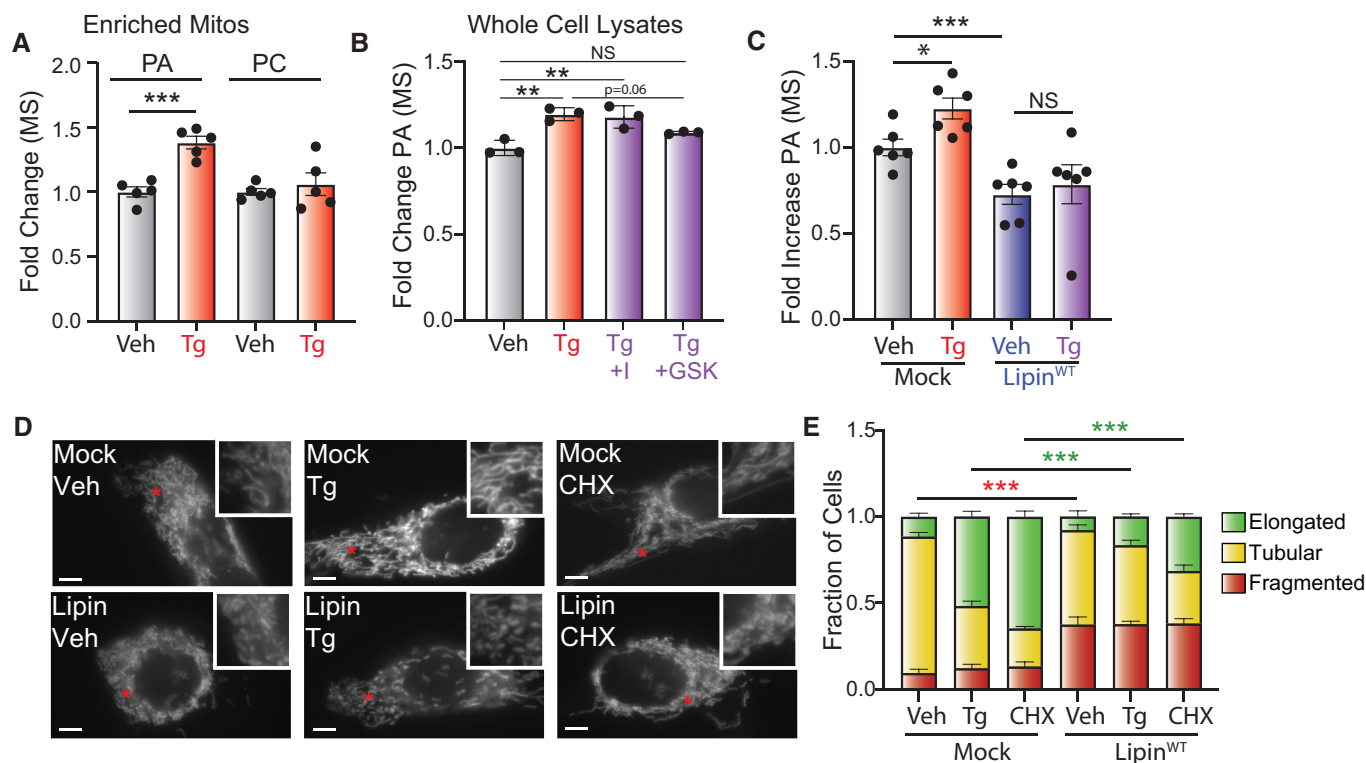 A
Enriched Mitos
PA
PC
***
Fold Change (MS)
2.0
1.5
1.0
0.5
0.0
Veh
Tg
Veh
Tg
B
Whole Cell Lysates
NS
**
**
p=0.06
Fold Change PA (MS)
1.5
1.0
0.5
0.0
Veh
Tg
Tg
+I
Tg
+GSK
C
***
*
NS
Fold Increase PA (MS)
1.5
1.0
0.5
0.0
Veh
Tg
Veh
Tg
Mock
LipinWT
D
Mock
Veh
*
Mock
Tg
*
Mock
CHX
*
Lipin
Veh
*
Lipin
Tg
*
Lipin
CHX
*
E
***
***
***
Fraction of Cells
1.5
1.0
0.5
0.0
Veh
Tg
CHX
Veh
Tg
CHX
Mock
LipinWT
Elongated
Tubular
Fragmented